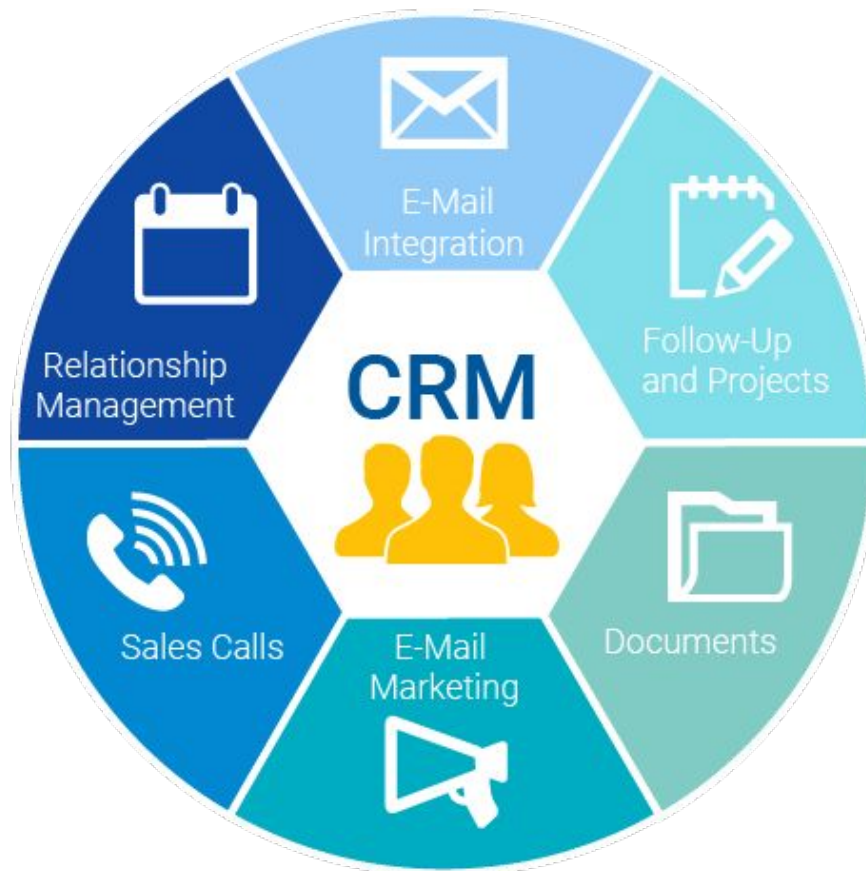 E-Mail
Integration
Follow-Up
and Projects
Documents
E-Mail
Marketing
Sales Calls
Relationship
Management
CRM